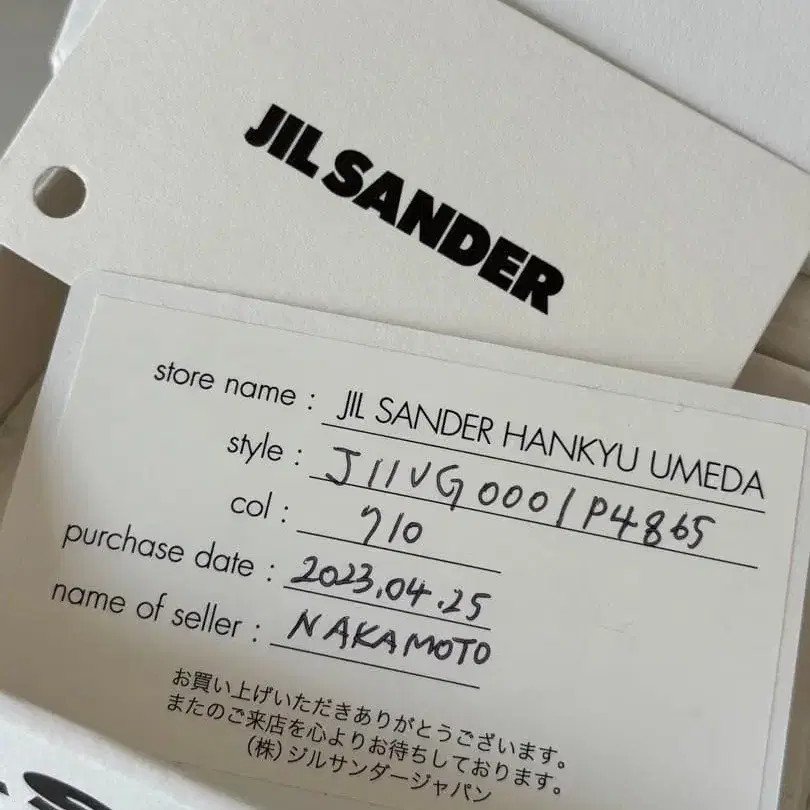 JIL SANDER
store name : JIL SANDER HANKYU UMEDA
style : J11VG0001P4865
col : 710
purchase date : 2023.04.25
name of seller : NAKAMOTO
お買い上げいただきありがとうございます。
またのご来店を心よりお待ちしております。
(株)ジルサンダージャパン